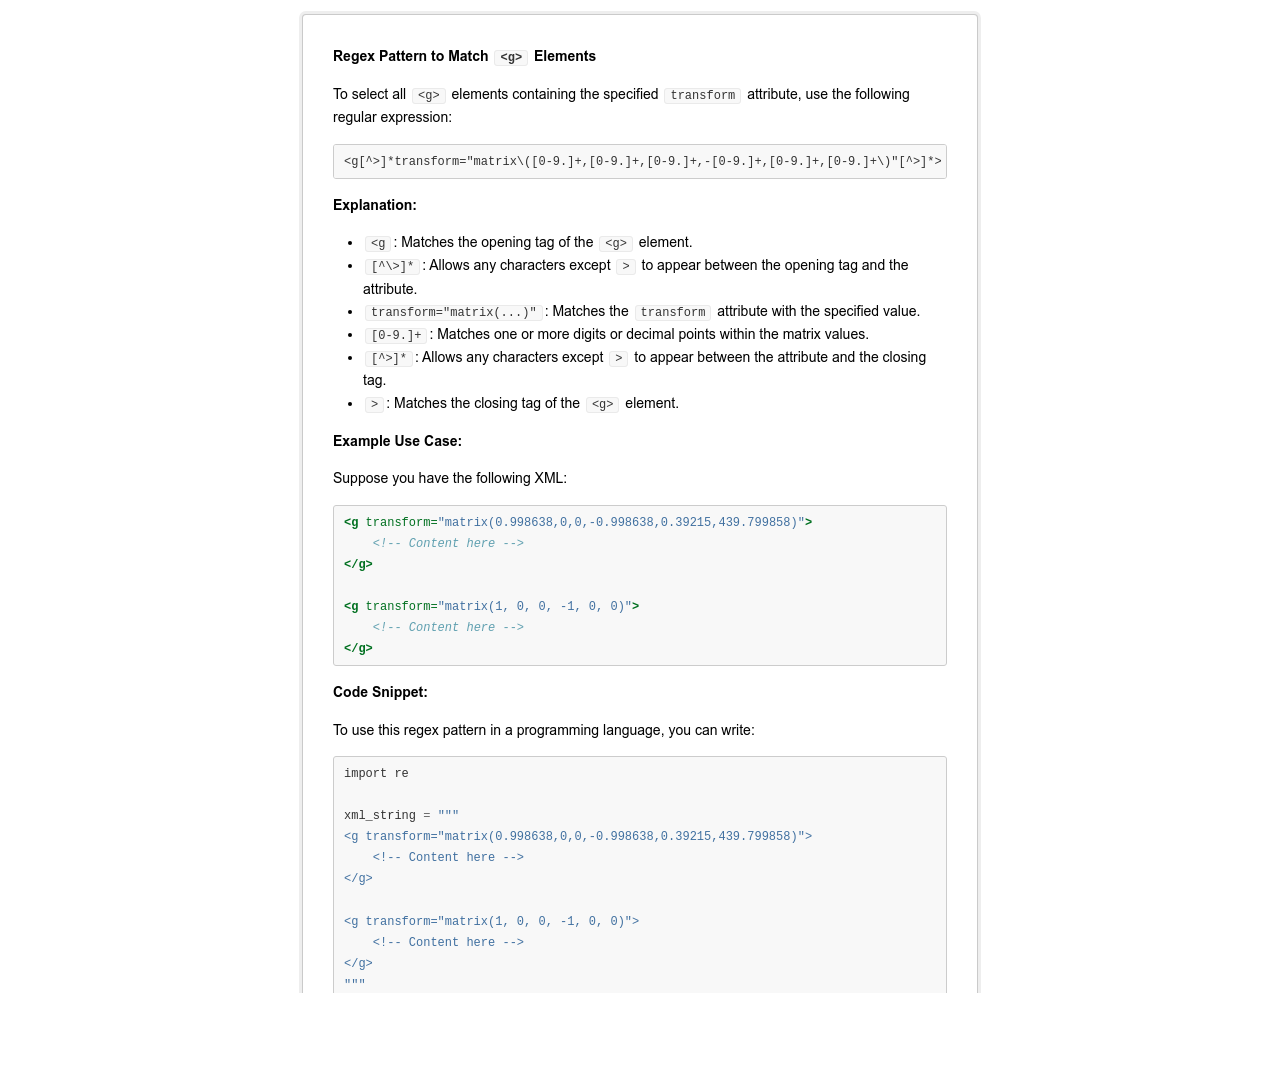 Regex Pattern to Match <g> Elements
To select all <g> elements containing the specified transform attribute, use the following
regular expression:
<g[^>]*transform="matrix\([0-9.]+,[0-9.]+,[0-9.]+,-[0-9.]+,[0-9.]+,[0-9.]+\)"[^>]*>
Explanation:
• <g : Matches the opening tag of the <g> element.
• [^\>]* : Allows any characters except > to appear between the opening tag and the
attribute.
• transform="matrix(...)" : Matches the transform attribute with the specified value.
• [0-9.]+ : Matches one or more digits or decimal points within the matrix values.
• [^>]* : Allows any characters except > to appear between the attribute and the closing
tag.
• > : Matches the closing tag of the <g> element.
Example Use Case:
Suppose you have the following XML:
<g transform="matrix(0.998638,0,0,-0.998638,0.39215,439.799858)">
    <!-- Content here -->
</g>
<g transform="matrix(1, 0, 0, -1, 0, 0)">
    <!-- Content here -->
</g>
Code Snippet:
To use this regex pattern in a programming language, you can write:
import re
xml_string = """
<g transform="matrix(0.998638,0,0,-0.998638,0.39215,439.799858)">
    <!-- Content here -->
</g>
<g transform="matrix(1, 0, 0, -1, 0, 0)">
    <!-- Content here -->
</g>
"""